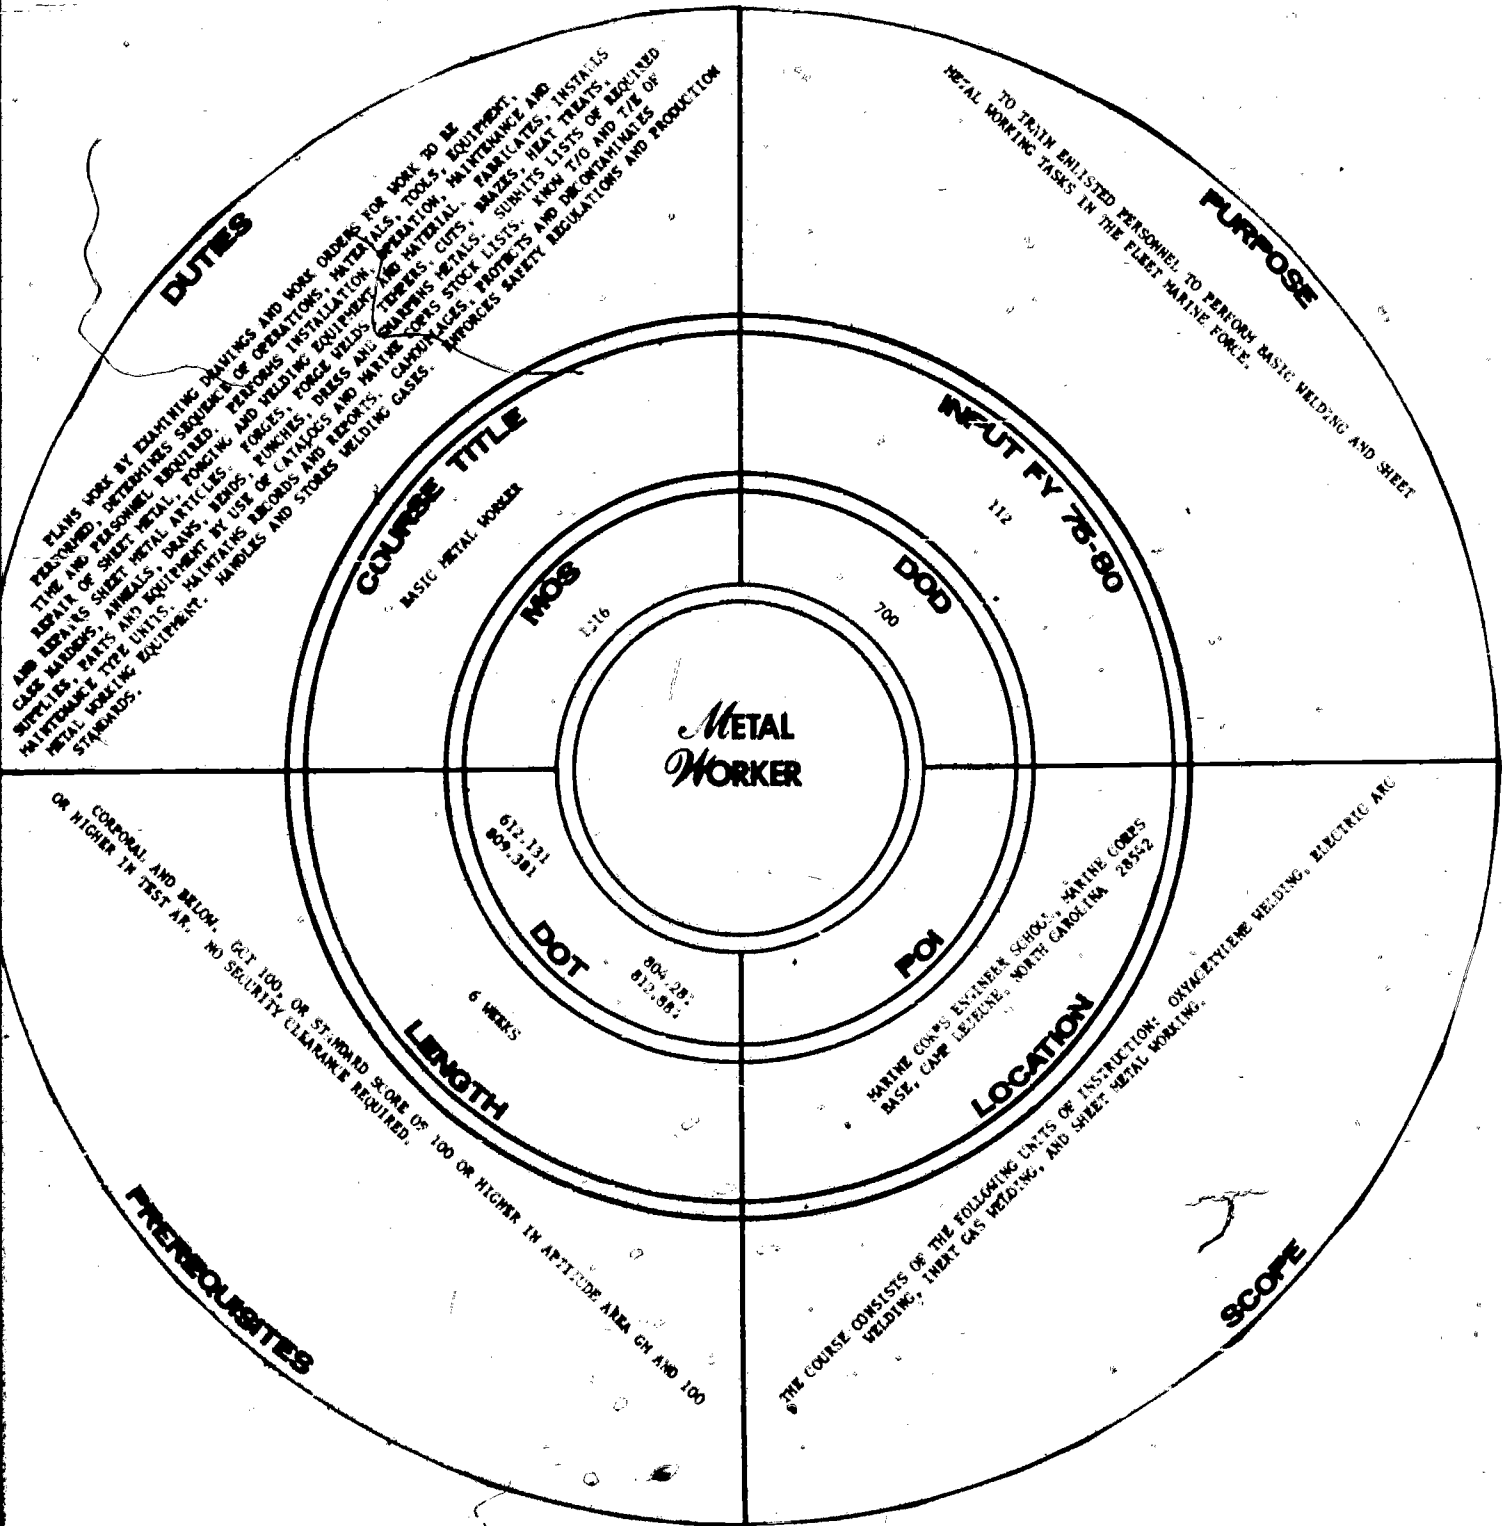 DUTIES
PLANS WORK BY EXAMINING DRAWINGS AND WORK ORDERS FOR WORK TO BE
PERFORMED, DETERMINES SEQUENCE OF OPERATIONS, MATERIALS, TOOLS, EQUIPMENT,
TIME AND PERSONNEL REQUIRED. PERFORMS INSTALLATION, OPERATION, MAINTENANCE AND
REPAIR OF SHEET METAL, FORGING AND WELDING EQUIPMENT AND MATERIAL. FABRICATES, INSTALLS
AND REPAIRS SHEET METAL ARTICLES. FORGES, FORGE WELDS, TEMPERS, CUTS, BRAZES, HEAT TREATS,
CASE HARDENS, ANNEALS, DRAWS, BENDS, PUNCHES, DRESS AND SHARPENS METALS. SUBMITS LISTS OF REQUIRED
SUPPLIES, PARTS AND EQUIPMENT BY USE OF CATALOGS AND MARINE COPRS STOCK LISTS. KNOW T/O AND T/E OF
MAINTENANCE TYPE UNITS. MAINTAINS RECORDS AND REPORTS. CAMOUFLAGES, PROTECTS AND DECONTAMINATES
METAL WORKING EQUIPMENT. HANDLES AND STORES WELDING GASES. ENFORCES SAFETY REGULATIONS AND PRODUCTION
STANDARDS.
PURPOSE
TO TRAIN ENLISTED PERSONNEL TO PERFORM BASIC WELDING AND SHEET
METAL WORKING TASKS IN THE FLEET MARINE FORCE.
COURSE TITLE
BASIC METAL WORKER
INPUT FY 75-80
112
MOS
DOD
700
METAL
WORKER
612.131
809.381
DOT
POI
LENGTH
6 WEEKS
LOCATION
MARINE CORPS ENGINEER SCHOOL, MARINE CORPS
BASE, CAMP LEJEUNE, NORTH CAROLINA 28542
PREREQUISITES
CORPORAL AND BELOW. GCT 100, OR STANDARD SCORE OF 100 OR HIGHER IN APTITUDE AREA GM AND 100
OR HIGHER IN TEST AR. NO SECURITY CLEARANCE REQUIRED.
SCOPE
THE COURSE CONSISTS OF THE FOLLOWING UNITS OF INSTRUCTION: OXYACETYLENE WELDING, ELECTRIC ARC
WELDING, INERT GAS WELDING, AND SHEET METAL WORKING.